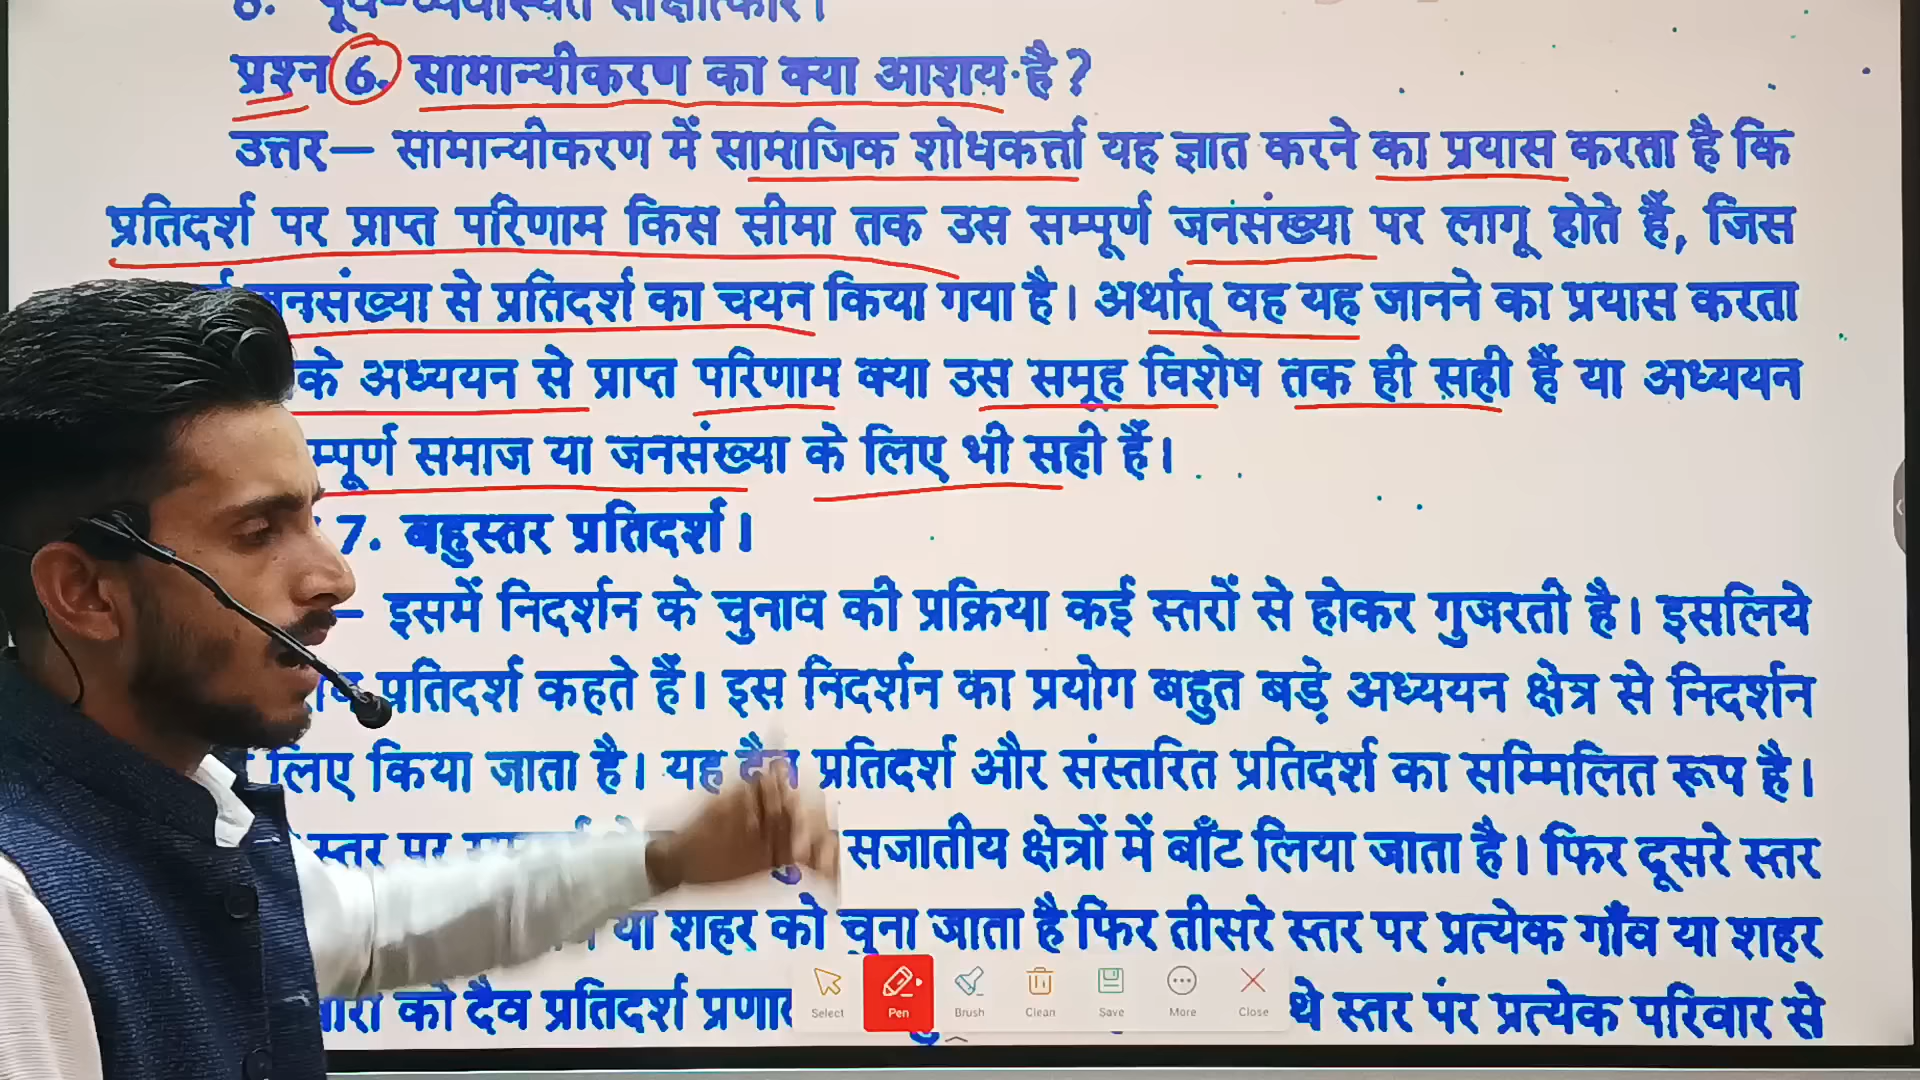 प्रश्न 6. सामान्यीकरण का क्या आशय है?
उत्तर– सामान्यीकरण में सामाजिक शोधकर्त्ता यह ज्ञात करने का प्रयास करता है कि
प्रतिदर्श पर प्राप्त परिणाम किस सीमा तक उस सम्पूर्ण जनसंख्या पर लागू होते हैं, जिस
जनसंख्या से प्रतिदर्श का चयन किया गया है। अर्थात् वह यह जानने का प्रयास करता
के अध्ययन से प्राप्त परिणाम क्या उस समूह विशेष तक ही सही हैं या अध्ययन
म्पूर्ण समाज या जनसंख्या के लिए भी सही हैं।
7. बहुस्तर प्रतिदर्श।
– इसमें निदर्शन के चुनाव की प्रक्रिया कई स्तरों से होकर गुजरती है। इसलिये
प्रतिदर्श कहते हैं। इस निदर्शन का प्रयोग बहुत बड़े अध्ययन क्षेत्र से निदर्शन
लिए किया जाता है। यह दैव प्रतिदर्श और संस्तरित प्रतिदर्श का सम्मिलित रूप है।
स्तर पर सजातीय क्षेत्रों में बाँट लिया जाता है। फिर दूसरे स्तर
या शहर को चुना जाता है फिर तीसरे स्तर पर प्रत्येक गाँव या शहर
को दैव प्रतिदर्श थे स्तर पर प्रत्येक परिवार से
Select Pen Brush Clean Save More Close